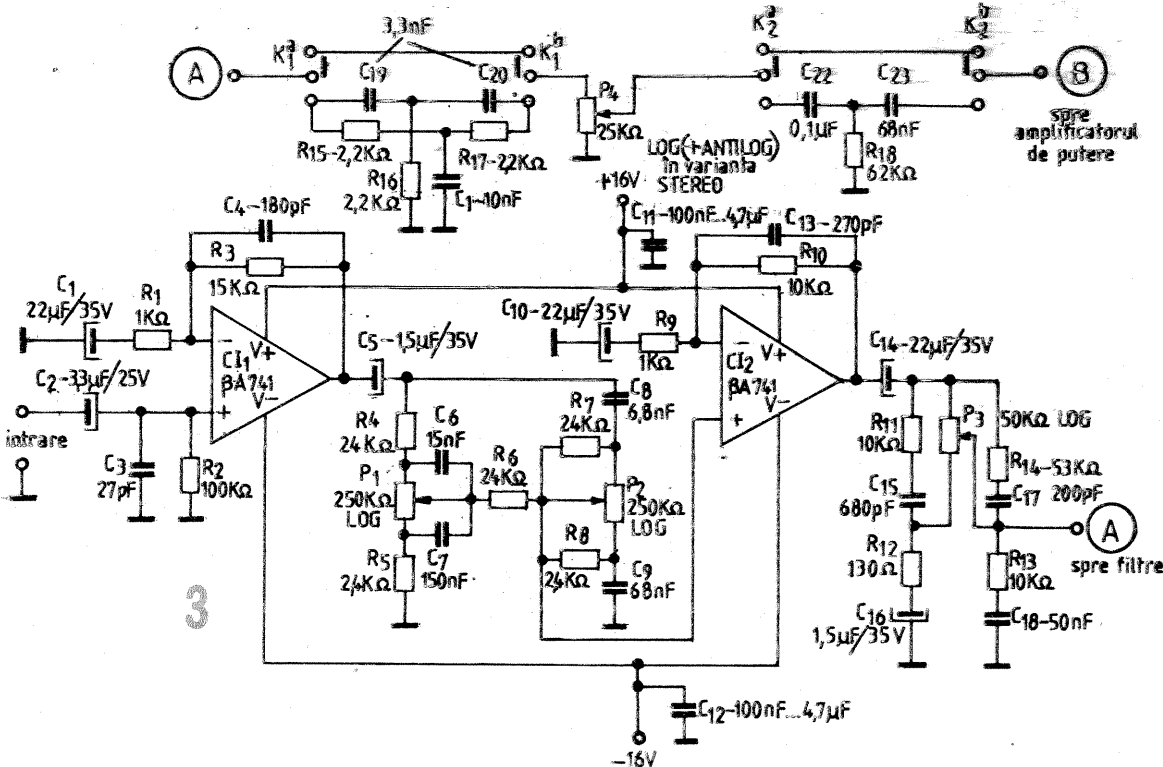 3,3nF
A
K1a
K1b
C19
C20
P4
25KΩ
K2a
K2b
C22
C23
0,1µF
68nF
R18
62KΩ
B
spre
amplificatorul
de putere
R15-2,2KΩ
R17-2,2KΩ
R16
2,2KΩ
C1-10nF
LOG(+ANTILOG)
în varianta
STEREO
+16V
C4-180pF
R3
15KΩ
C11-100nF...4,7µF
C13-270pF
R10
10KΩ
C1
22µF/35V
R1
1KΩ
C2-3,3µF/25V
intrare
C3
27pF
R2
100KΩ
−
V+
CI1
βA741
V−
+
C5-1,5µF/35V
C10-22µF/35V
R9
1KΩ
−
V+
CI2
βA741
V−
+
C14-22µF/35V
R4
24KΩ
C6
15nF
P1
250KΩ
LOG
R5
2,4KΩ
C7
150nF
R6
24KΩ
R7
24KΩ
C8
6,8nF
P2
250KΩ
LOG
R8
24KΩ
C9
68nF
R11
10KΩ
P3
50KΩ LOG
R14-53KΩ
C15
680pF
C17
200pF
A
spre filtre
R12
130Ω
R13
10KΩ
C16
1,5µF/35V
C18-50nF
3
C12-100nF...4,7µF
−16V